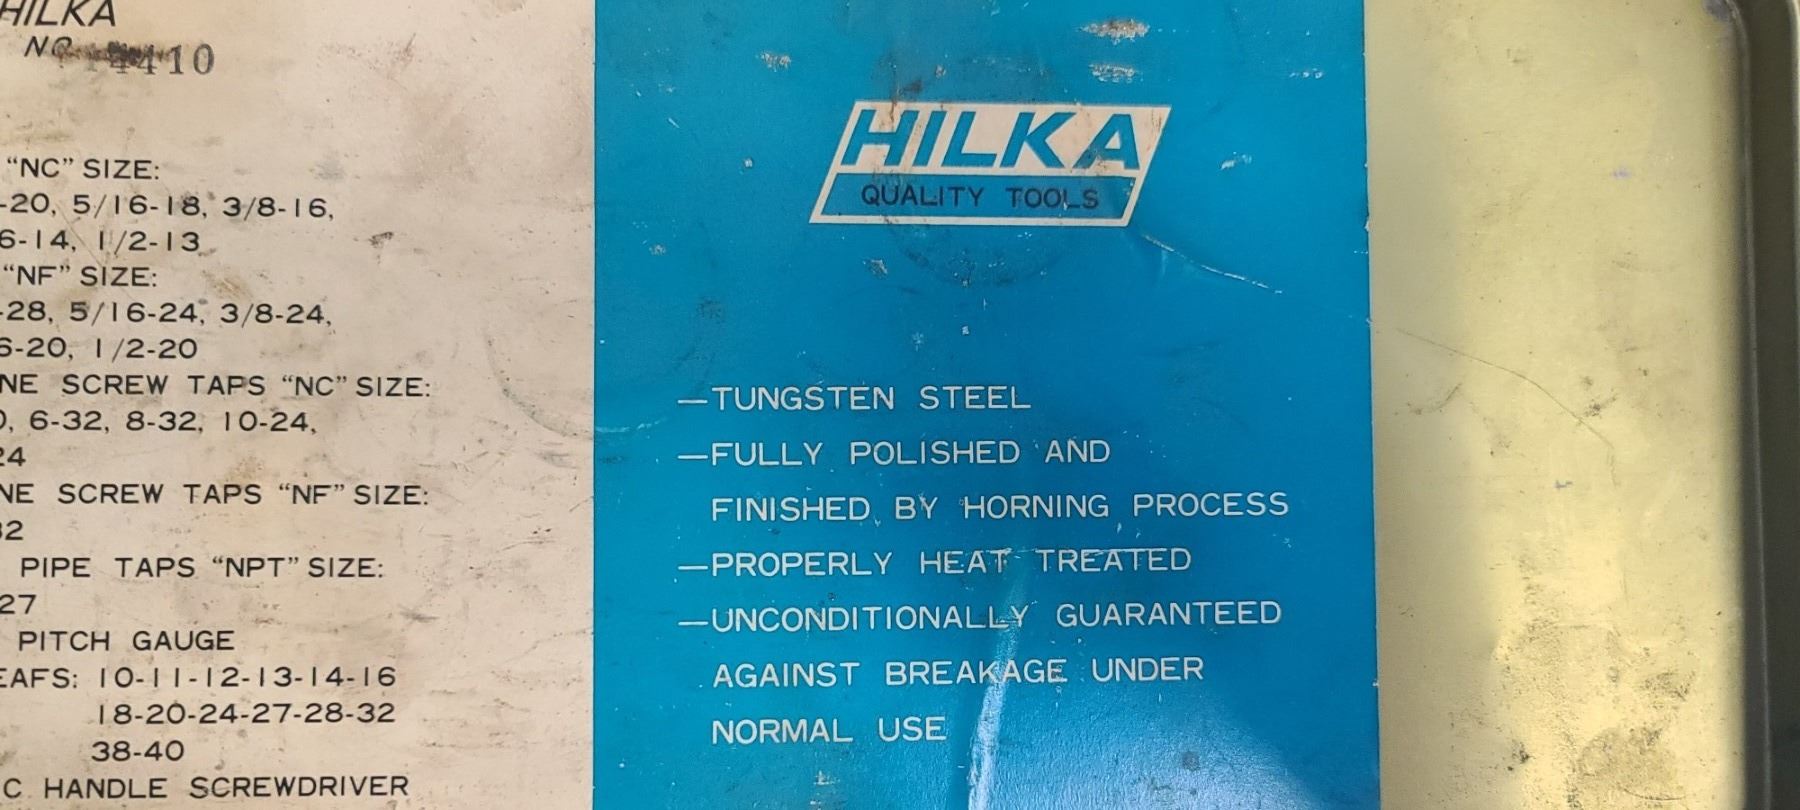 HILKA
NO 4410
"NC" SIZE:
-20, 5/16-18, 3/8-16,
6-14, 1/2-13
"NF" SIZE:
-28, 5/16-24, 3/8-24,
6-20, 1/2-20
NE SCREW TAPS "NC" SIZE:
0, 6-32, 8-32, 10-24,
24
NE SCREW TAPS "NF" SIZE:
32
PIPE TAPS "NPT" SIZE:
27
PITCH GAUGE
EAFS: 10-11-12-13-14-16
18-20-24-27-28-32
38-40
C HANDLE SCREWDRIVER
HILKA
QUALITY TOOLS
—TUNGSTEN STEEL
—FULLY POLISHED AND
FINISHED BY HORNING PROCESS
—PROPERLY HEAT TREATED
—UNCONDITIONALLY GUARANTEED
AGAINST BREAKAGE UNDER
NORMAL USE